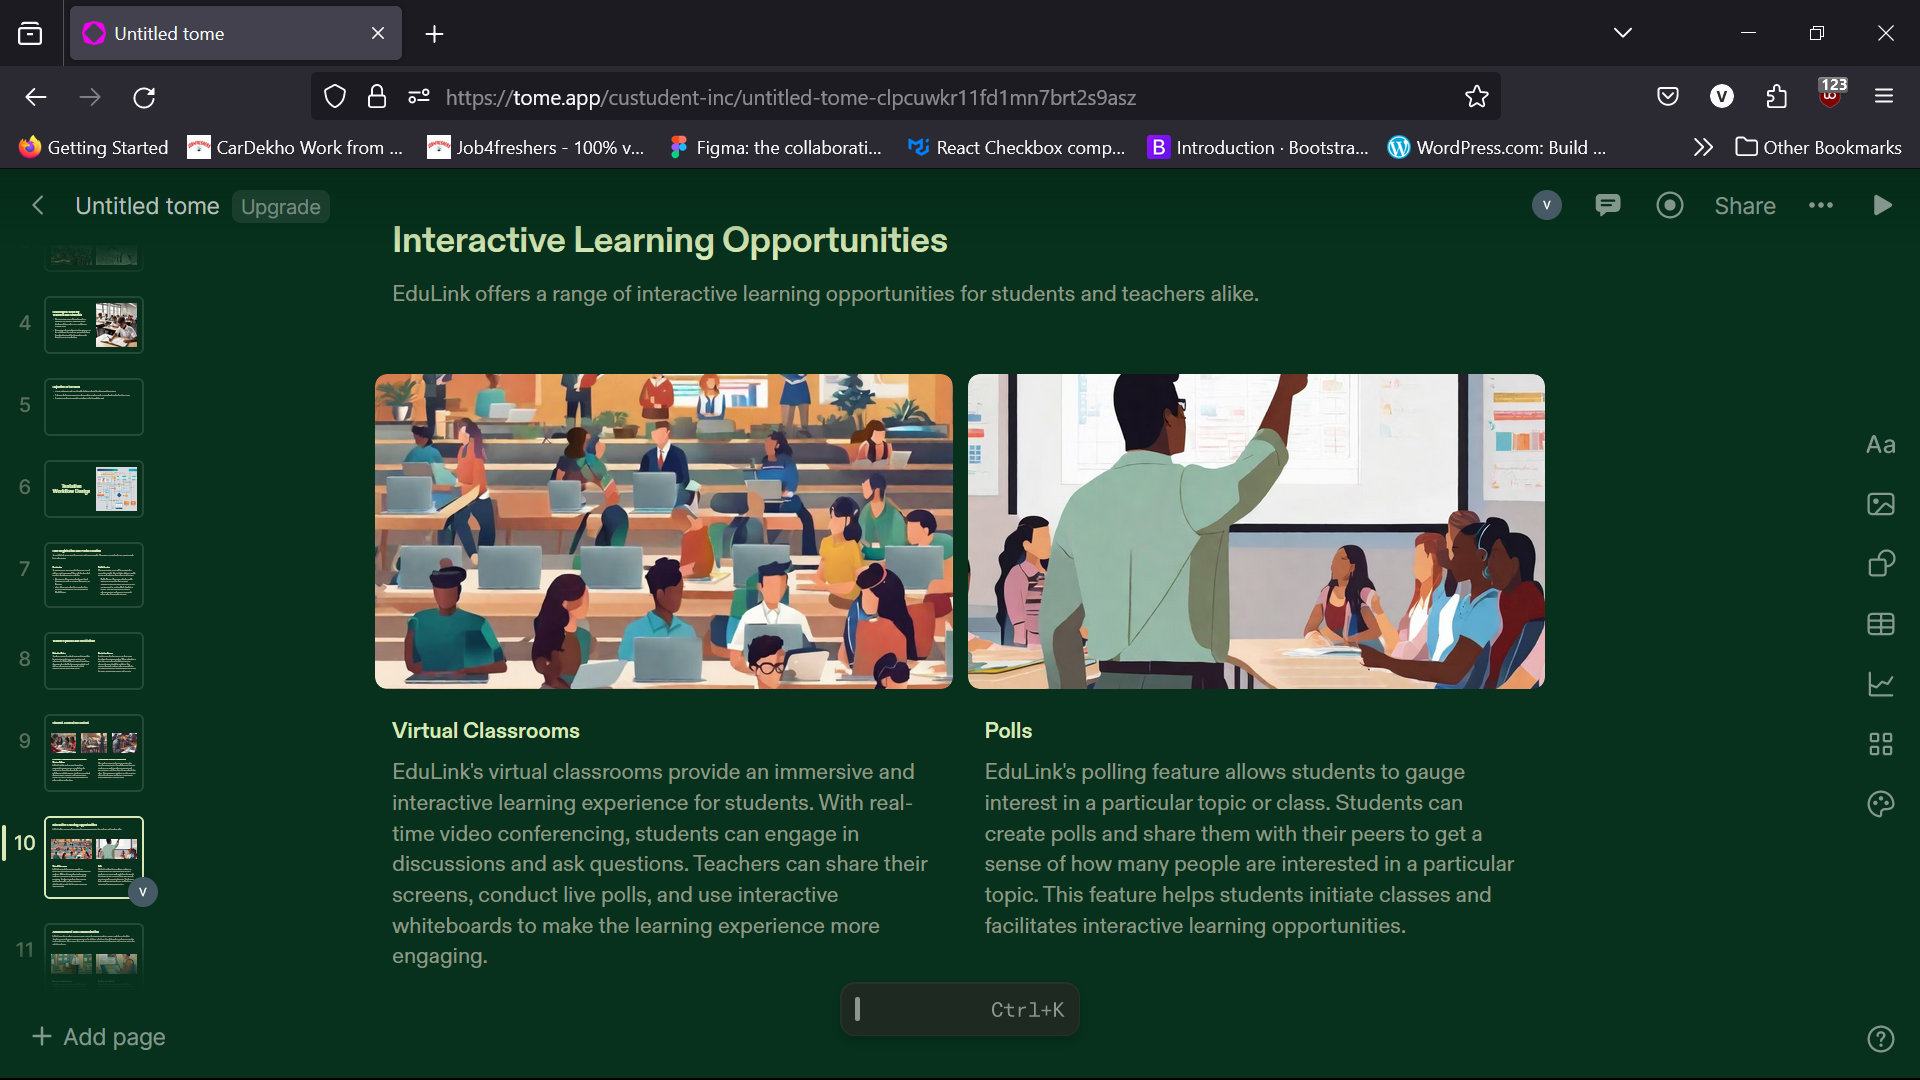 Untitled tome
https://tome.app/custudent-inc/untitled-tome-clpcuwkr11fd1mn7brt2s9asz
V
123
Getting Started
CarDekho Work from ...
Job4freshers - 100% v...
Figma: the collaborati...
React Checkbox comp...
B
Introduction · Bootstra...
WordPress.com: Build ...
Other Bookmarks
Untitled tome
Upgrade
V
Share
Interactive Learning Opportunities
EduLink offers a range of interactive learning opportunities for students and teachers alike.
4
5
6
Tentative
Workflow Design
7
8
9
10
V
11
Add page
Virtual Classrooms
EduLink's virtual classrooms provide an immersive and
interactive learning experience for students. With real-
time video conferencing, students can engage in
discussions and ask questions. Teachers can share their
screens, conduct live polls, and use interactive
whiteboards to make the learning experience more
engaging.
Polls
EduLink's polling feature allows students to gauge
interest in a particular topic or class. Students can
create polls and share them with their peers to get a
sense of how many people are interested in a particular
topic. This feature helps students initiate classes and
facilitates interactive learning opportunities.
Ctrl+K
Aa
?